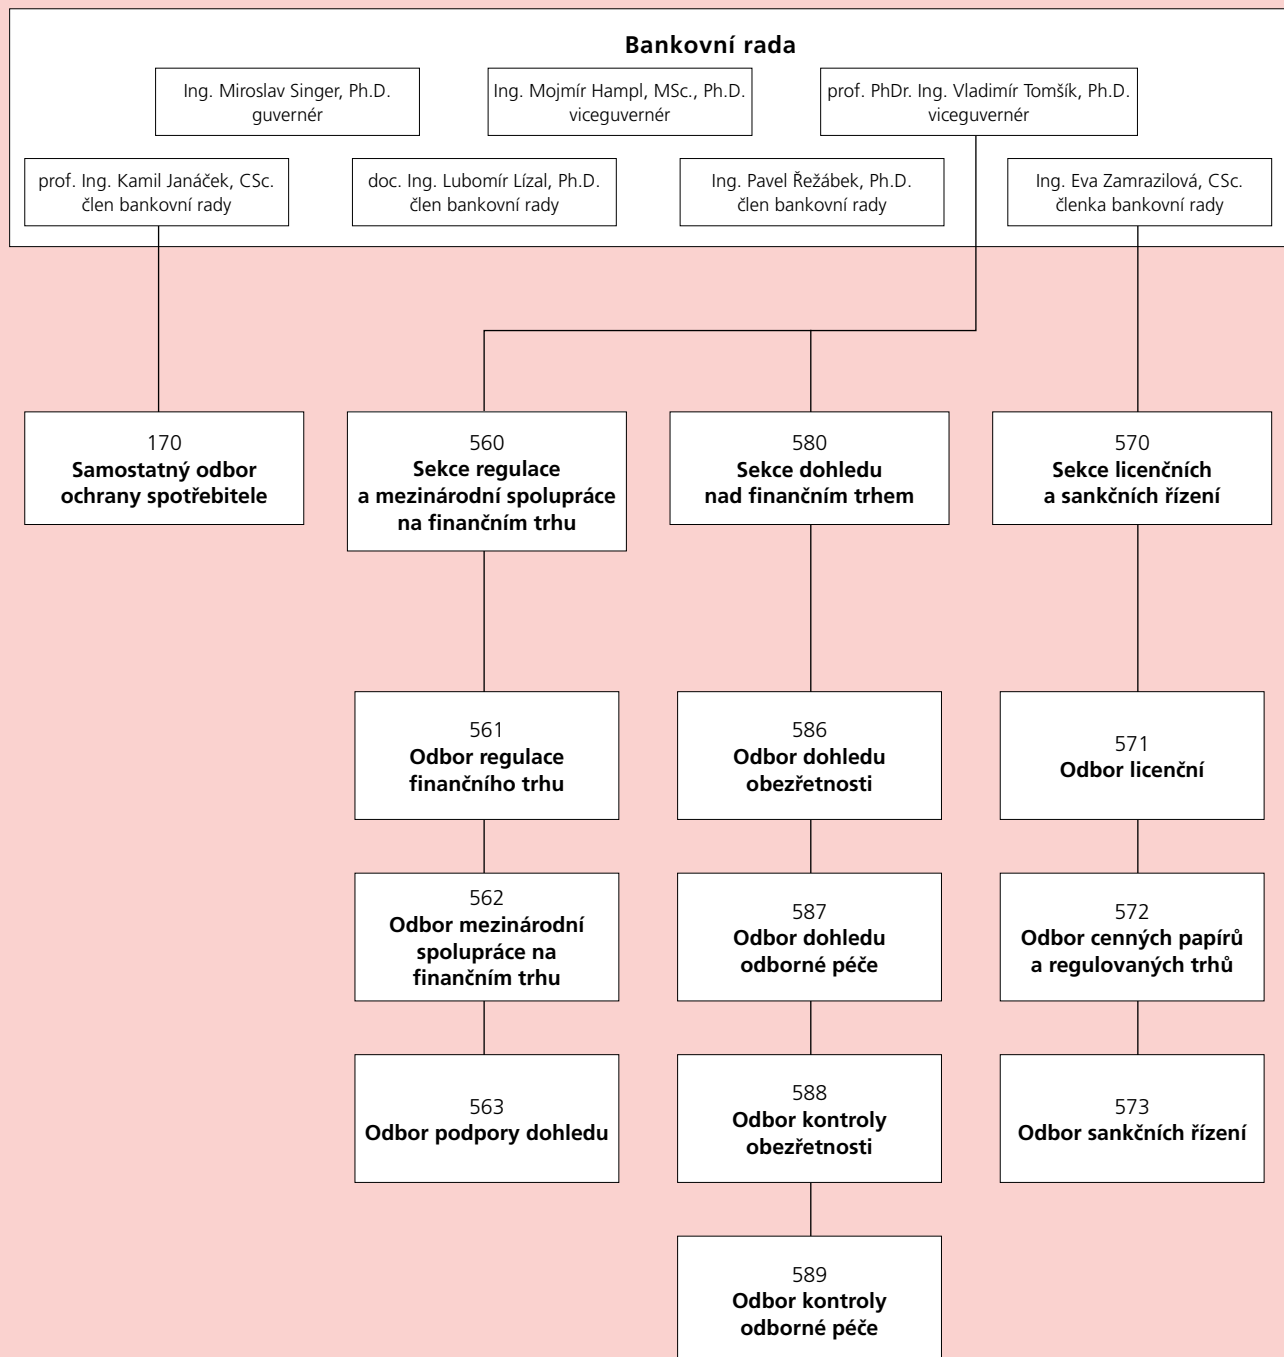 Bankovní rada
Ing. Miroslav Singer, Ph.D.
guvernér
Ing. Mojmír Hampl, MSc., Ph.D.
viceguvernér
prof. PhDr. Ing. Vladimír Tomšík, Ph.D.
viceguvernér
prof. Ing. Kamil Janáček, CSc.
člen bankovní rady
doc. Ing. Lubomír Lízal, Ph.D.
člen bankovní rady
Ing. Pavel Řežábek, Ph.D.
člen bankovní rady
Ing. Eva Zamrazilová, CSc.
členka bankovní rady
170
Samostatný odbor
ochrany spotřebitele
560
Sekce regulace
a mezinárodní spolupráce
na finančním trhu
580
Sekce dohledu
nad finančním trhem
570
Sekce licenčních
a sankčních řízení
561
Odbor regulace
finančního trhu
586
Odbor dohledu
obezřetnosti
571
Odbor licenční
562
Odbor mezinárodní
spolupráce na
finančním trhu
587
Odbor dohledu
odborné péče
572
Odbor cenných papírů
a regulovaných trhů
563
Odbor podpory dohledu
588
Odbor kontroly
obezřetnosti
573
Odbor sankčních řízení
589
Odbor kontroly
odborné péče